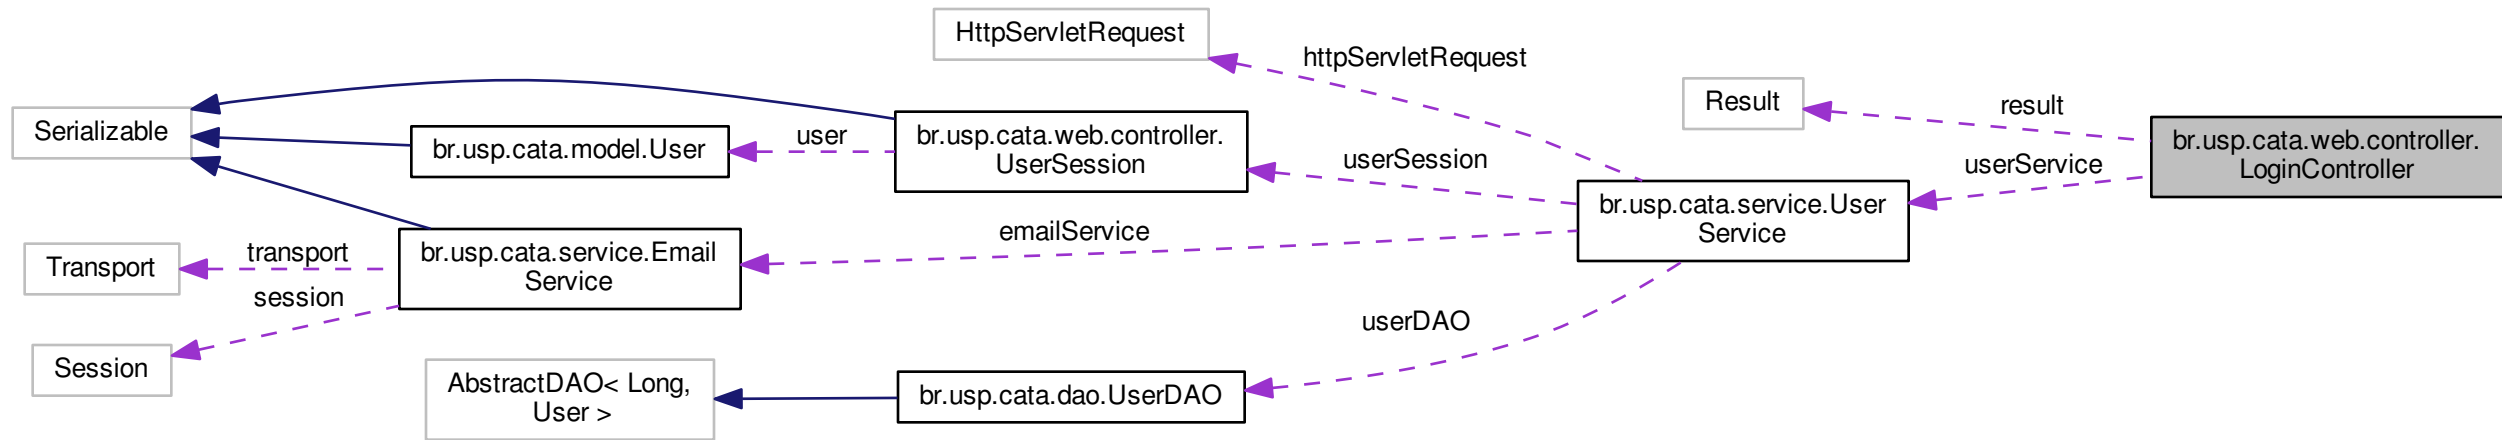 HttpServletRequest
httpServletRequest
Serializable
br.usp.cata.model.User
user
br.usp.cata.web.controller.
UserSession
userSession
Result
result
br.usp.cata.web.controller.
LoginController
userService
br.usp.cata.service.User
Service
emailService
Transport
transport
br.usp.cata.service.Email
Service
session
Session
userDAO
AbstractDAO< Long,
User >
br.usp.cata.dao.UserDAO